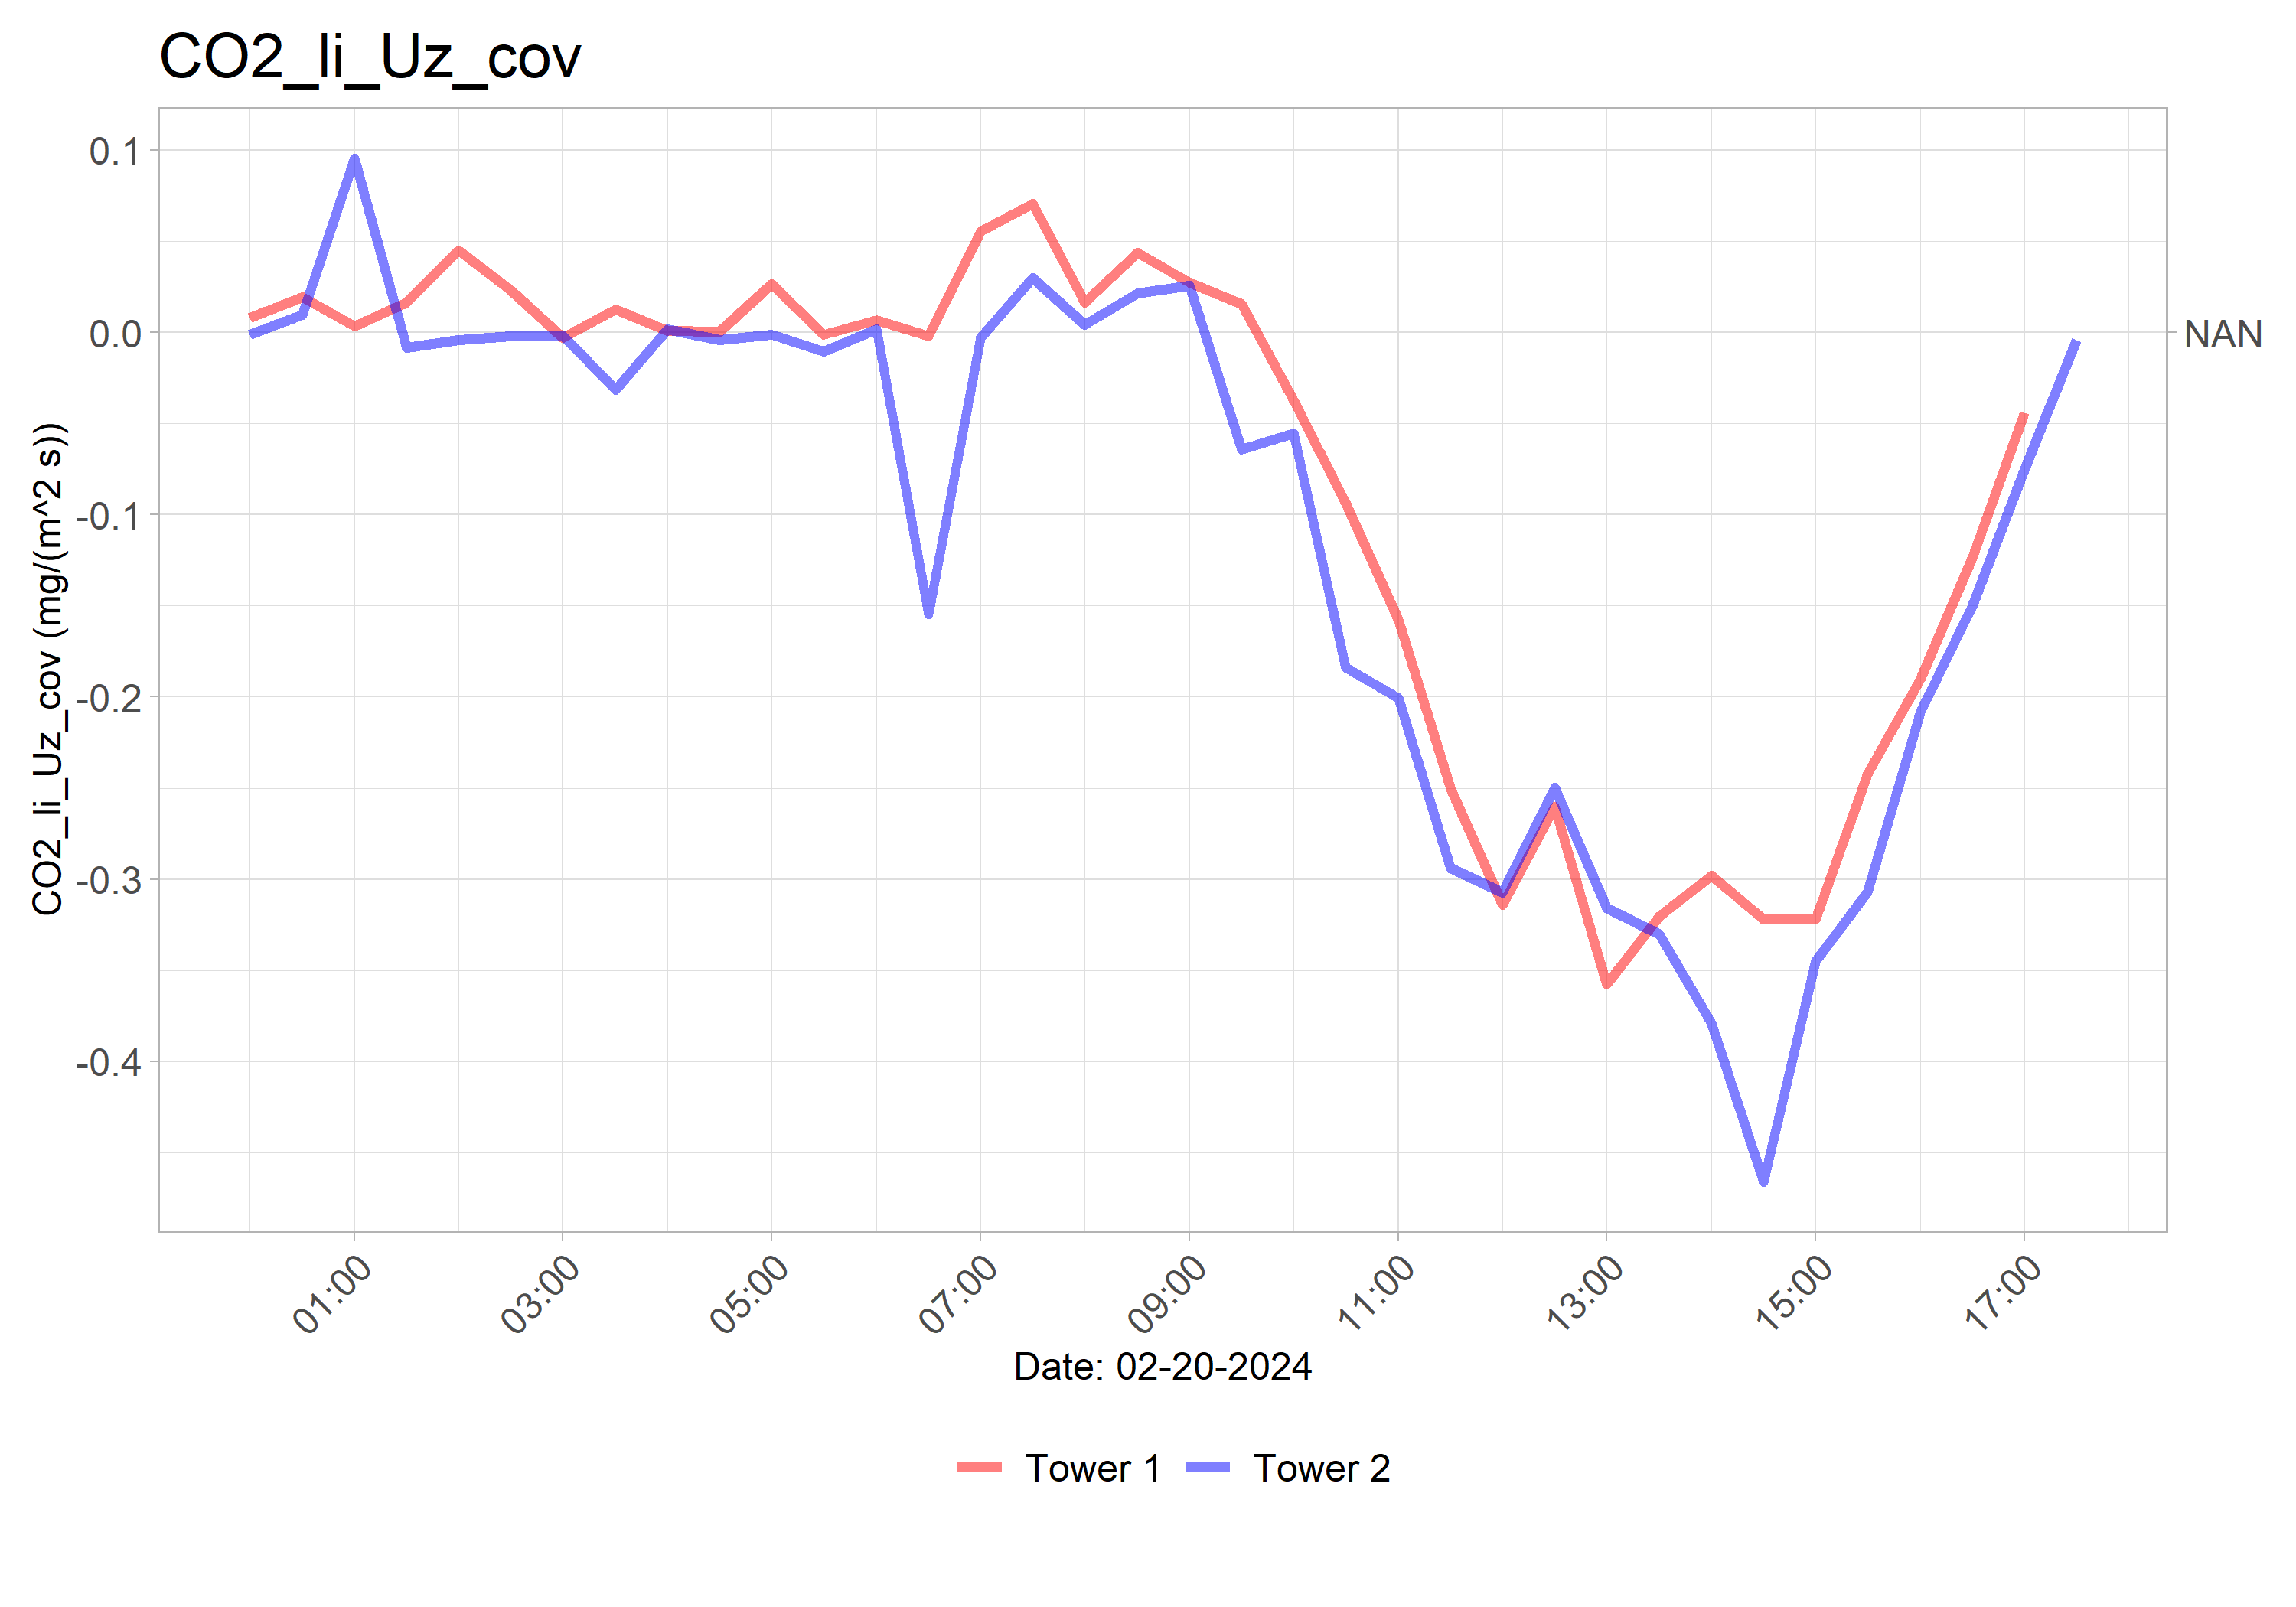 CO2_li_Uz_cov
CO2_li_Uz_cov (mg/(m^2 s))
0.1
0.0
-0.1
-0.2
-0.3
-0.4
NAN
01:00
03:00
05:00
07:00
09:00
11:00
13:00
15:00
17:00
Date: 02-20-2024
Tower 1
Tower 2